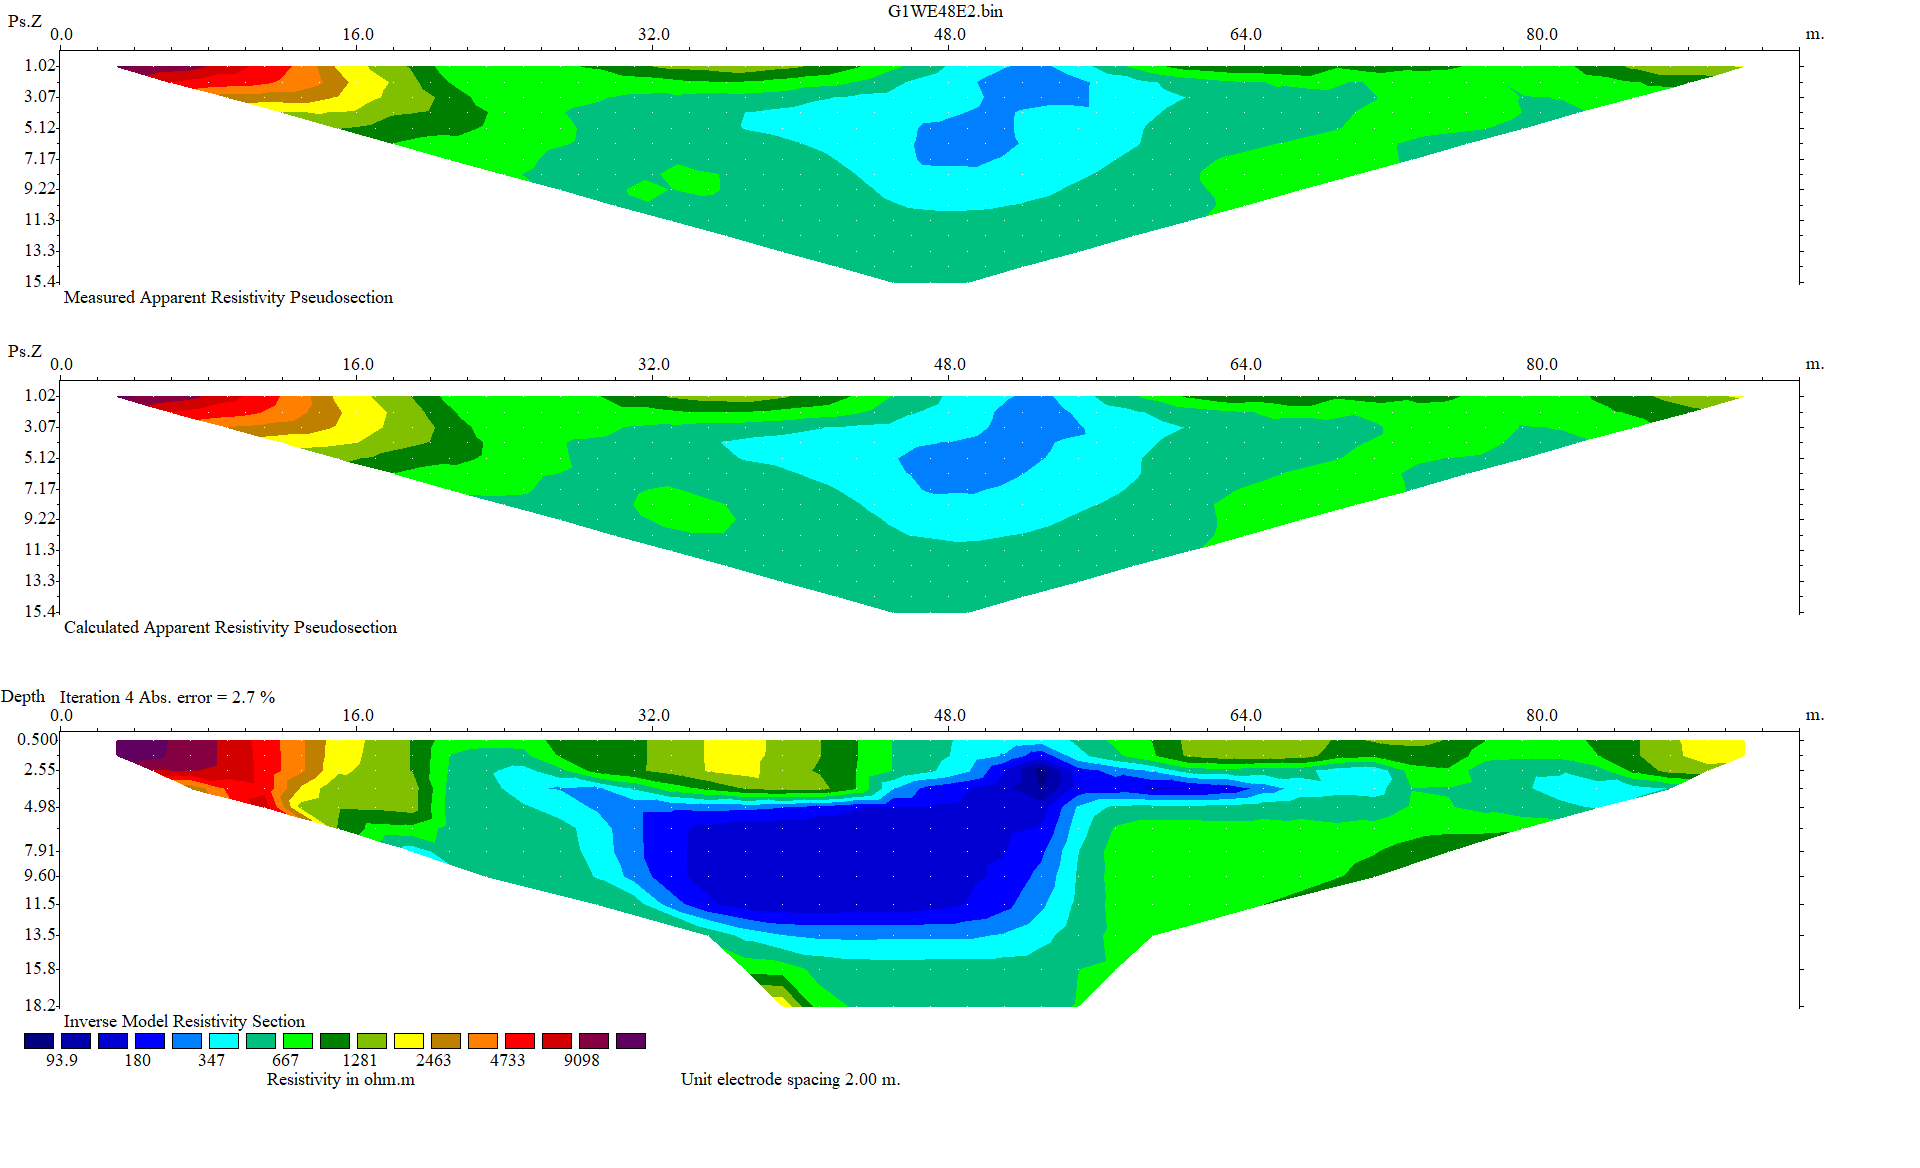 G1WE48E2.bin
Ps.Z
0.0 16.0 32.0 48.0 64.0 80.0 m.
1.02
3.07
5.12
7.17
9.22
11.3
13.3
15.4
Measured Apparent Resistivity Pseudosection
Ps.Z
0.0 16.0 32.0 48.0 64.0 80.0 m.
1.02
3.07
5.12
7.17
9.22
11.3
13.3
15.4
Calculated Apparent Resistivity Pseudosection
Depth Iteration 4 Abs. error = 2.7 %
0.0 16.0 32.0 48.0 64.0 80.0 m.
0.500
2.55
4.98
7.91
9.60
11.5
13.5
15.8
18.2
Inverse Model Resistivity Section
93.9 180 347 667 1281 2463 4733 9098
Resistivity in ohm.m Unit electrode spacing 2.00 m.